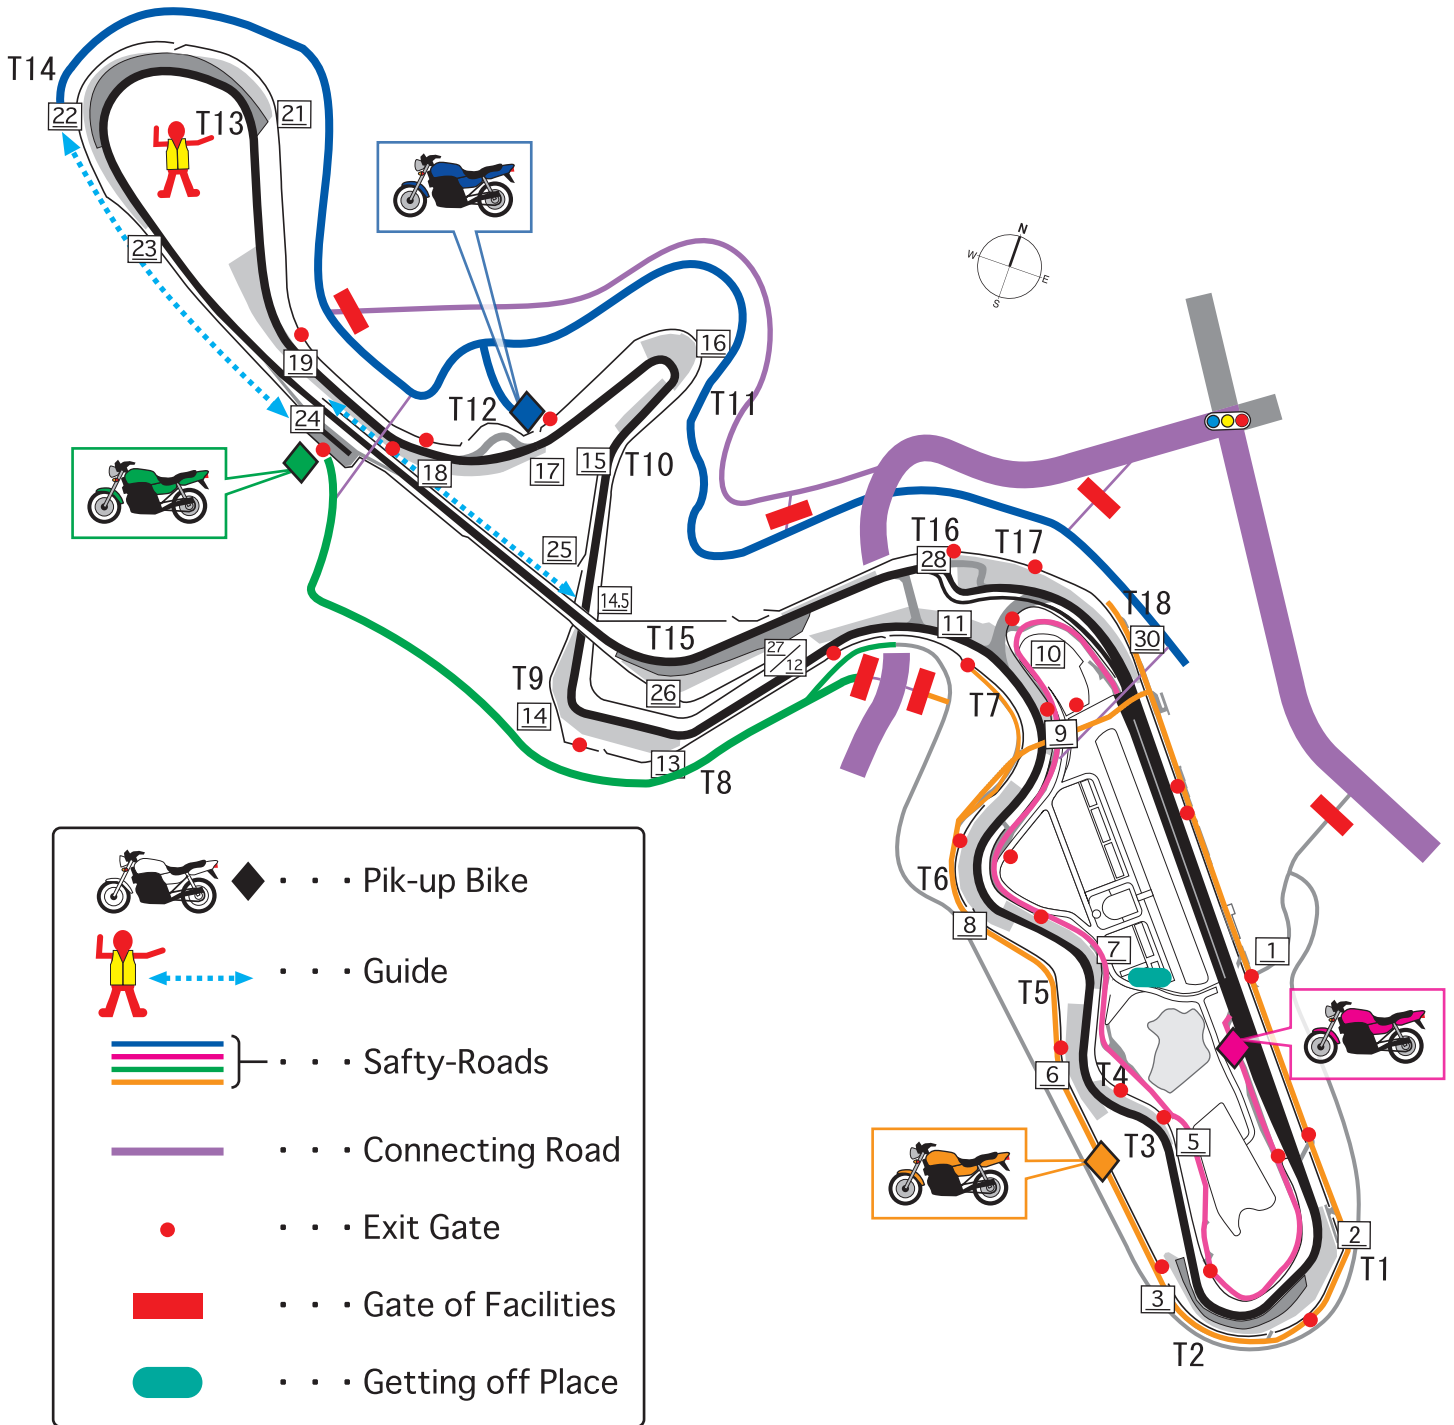 T14
22
21
T13
23
N
W
E
S
19
16
T12
T11
24
18
17
15
T10
25
T16
28
T17
14.5
T18
T15
11
30
27/12
10
T9
26
14
T7
9
13
T8
T6
8
7
1
T5
6
T4
T3
5
2
T1
3
T2
· · · Pik-up Bike
· · · Guide
· · · Safty-Roads
· · · Connecting Road
· · · Exit Gate
· · · Gate of Facilities
· · · Getting off Place